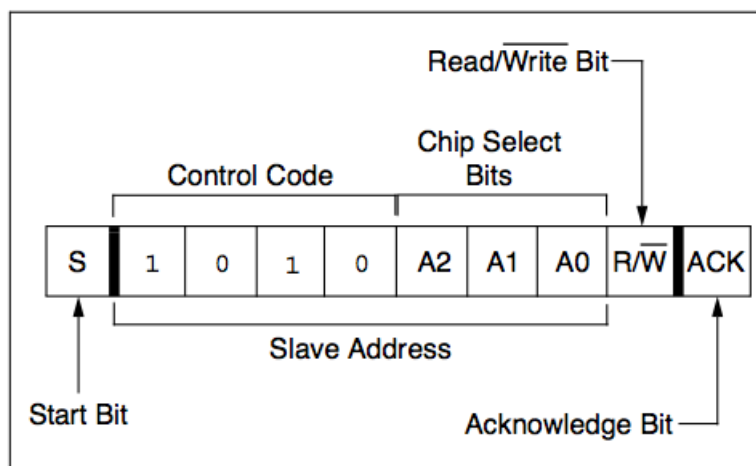 Read/Write Bit
Chip Select
Bits
Control Code
S 1 0 1 0 A2 A1 A0 R/W ACK
Slave Address
Start Bit
Acknowledge Bit